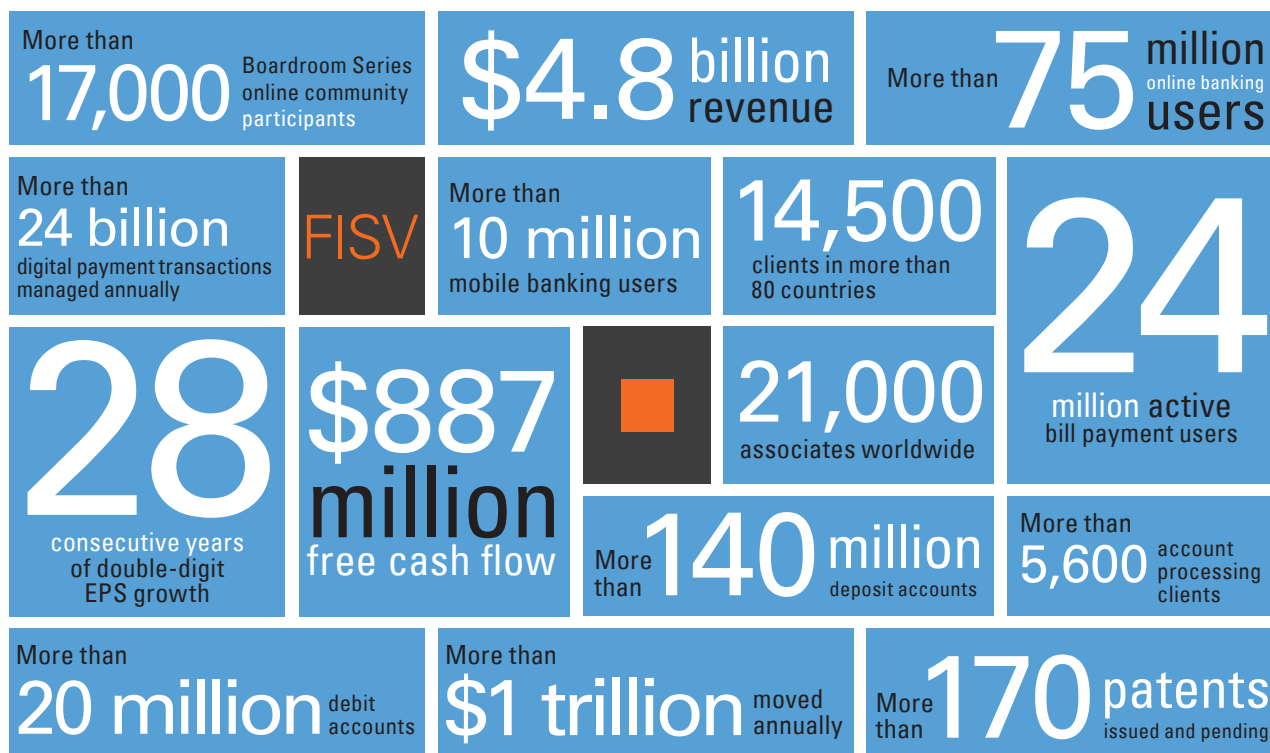 More than
17,000
Boardroom Series
online community
participants
$4.8
billion
revenue
More than
75
million
online banking
users
More than
24 billion
digital payment transactions
managed annually
FISV
More than
10 million
mobile banking users
14,500
clients in more than
80 countries
24
million active
bill payment users
28
consecutive years
of double-digit
EPS growth
$887
million
free cash flow
21,000
associates worldwide
More
than
140
million
deposit accounts
More than
5,600
account
processing
clients
More than
20 million
debit
accounts
More than
$1 trillion
moved
annually
More
than
170
patents
issued and pending